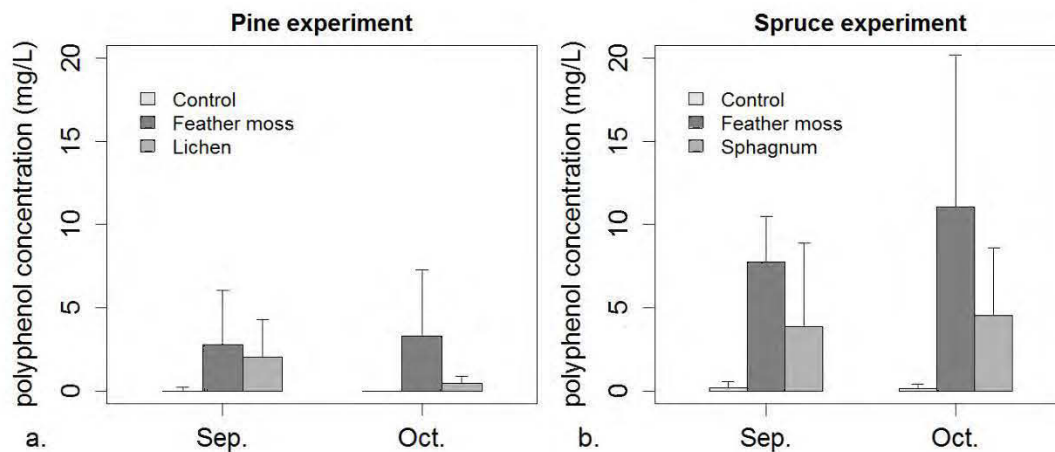 Pine experiment
polyphenol concentration (mg/L)
20
15
10
5
0
Control
Feather moss
Lichen
Sep.
Oct.
a.
Spruce experiment
polyphenol concentration (mg/L)
20
15
10
5
0
Control
Feather moss
Sphagnum
Sep.
Oct.
b.